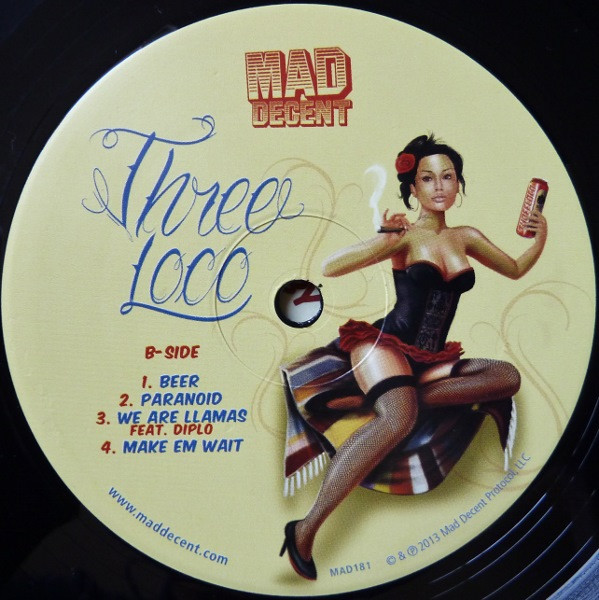 MAD
DECENT
Three
Loco
B-SIDE
1. BEER
2. PARANOID
3. WE ARE LLAMAS
FEAT. DIPLO
4. MAKE EM WAIT
www.maddecent.com
MAD181
© & ℗ 2013 Mad Decent Protocol, LLC